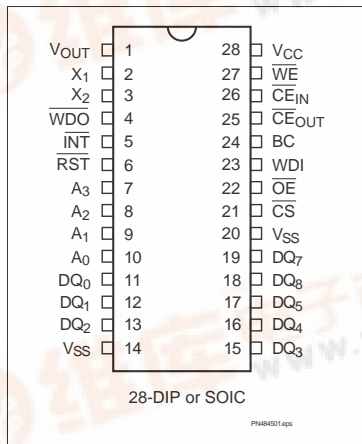 VOUT 1 28 VCC
X1 2 27 WE
X2 3 26 CEIN
WDO 4 25 CEOUT
INT 5 24 BC
RST 6 23 WDI
A3 7 22 OE
A2 8 21 CS
A1 9 20 VSS
A0 10 19 DQ7
DQ0 11 18 DQ8
DQ1 12 17 DQ5
DQ2 13 16 DQ4
VSS 14 15 DQ3
28-DIP or SOIC
PN484501.eps